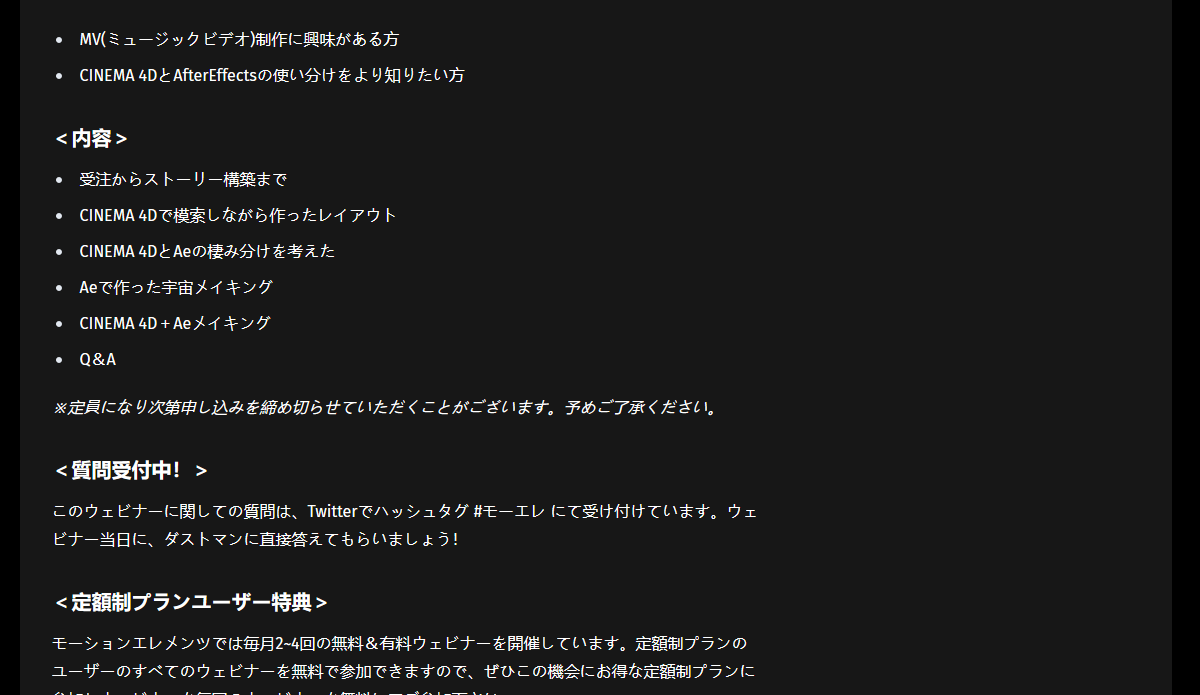 MV(ミュージックビデオ)制作に興味がある方
CINEMA 4DとAfterEffectsの使い分けをより知りたい方
＜内容＞
受注からストーリー構築まで
CINEMA 4Dで模索しながら作ったレイアウト
CINEMA 4DとAeの棲み分けを考えた
Aeで作った宇宙メイキング
CINEMA 4D + Aeメイキング
Q＆A
※定員になり次第申し込みを締め切らせていただくことがございます。予めご了承ください。
＜質問受付中！＞
このウェビナーに関しての質問は、Twitterでハッシュタグ #モーエレ にて受け付けています。ウェ
ビナー当日に、ダストマンに直接答えてもらいましょう！
＜定額制プランユーザー特典＞
モーションエレメンツでは毎月2~4回の無料＆有料ウェビナーを開催しています。定額制プランの
ユーザーのすべてのウェビナーを無料で参加できますので、ぜひこの機会にお得な定額制プランに